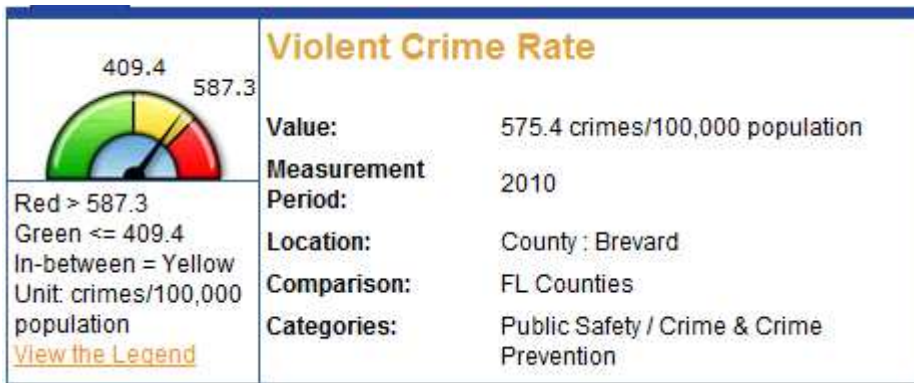 409.4
587.3
Red > 587.3
Green <= 409.4
In-between = Yellow
Unit: crimes/100,000
population
View the Legend
Violent Crime Rate
Value: 575.4 crimes/100,000 population
Measurement
Period: 2010
Location: County : Brevard
Comparison: FL Counties
Categories: Public Safety / Crime & Crime
Prevention